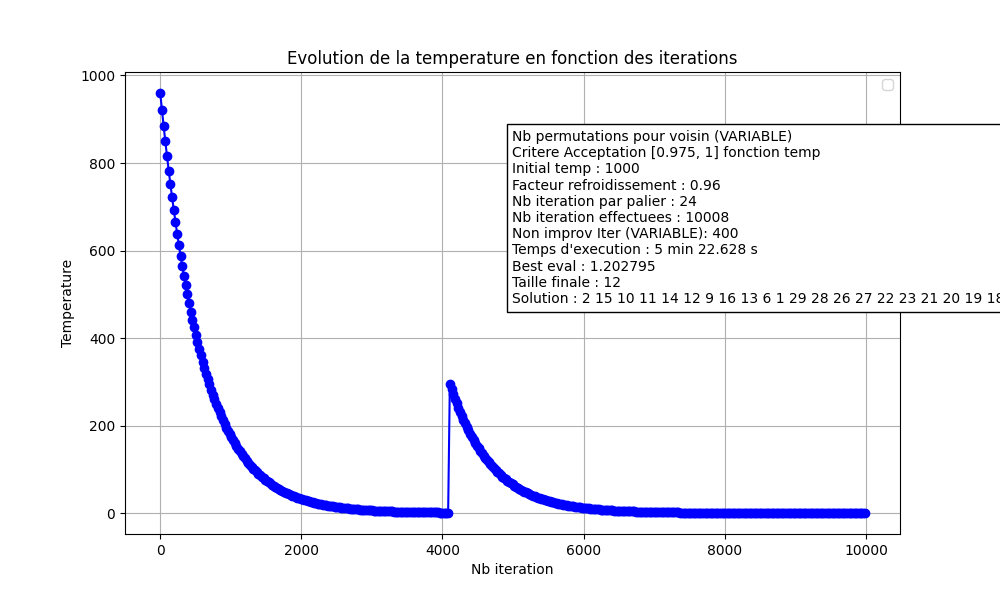 Evolution de la temperature en fonction des iterations
1000
800
600
400
200
0
Temperature
Nb permutations pour voisin (VARIABLE)
Critere Acceptation [0.975, 1] fonction temp
Initial temp : 1000
Facteur refroidissement : 0.96
Nb iteration par palier : 24
Nb iteration effectuees : 10008
Non improv Iter (VARIABLE): 400
Temps d'execution : 5 min 22.628 s
Best eval : 1.202795
Taille finale : 12
Solution : 2 15 10 11 14 12 9 16 13 6 1 29 28 26 27 22 23 21 20 19 18
0
2000
4000
6000
8000
10000
Nb iteration